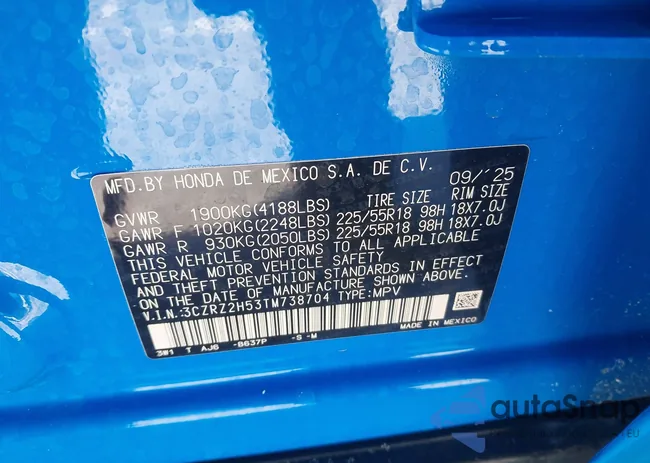 MFD.BY HONDA DE MEXICO S.A. DE C.V. 09/'25
TIRE SIZE RIM SIZE
GVWR 1900KG(4188LBS)
GAWR F 1020KG(2248LBS) 225/55R18 98H 18X7.0J
GAWR R 930KG(2050LBS) 225/55R18 98H 18X7.0J
THIS VEHICLE CONFORMS TO ALL APPLICABLE
FEDERAL MOTOR VEHICLE SAFETY
AND THEFT PREVENTION STANDARDS IN EFFECT
ON THE DATE OF MANUFACTURE SHOWN ABOVE.
V.I.N.:3CZRZ2H53TM738704 TYPE:MPV
MADE IN MEXICO
3W1 T AJ6 -B637P -S-M
autoSnap